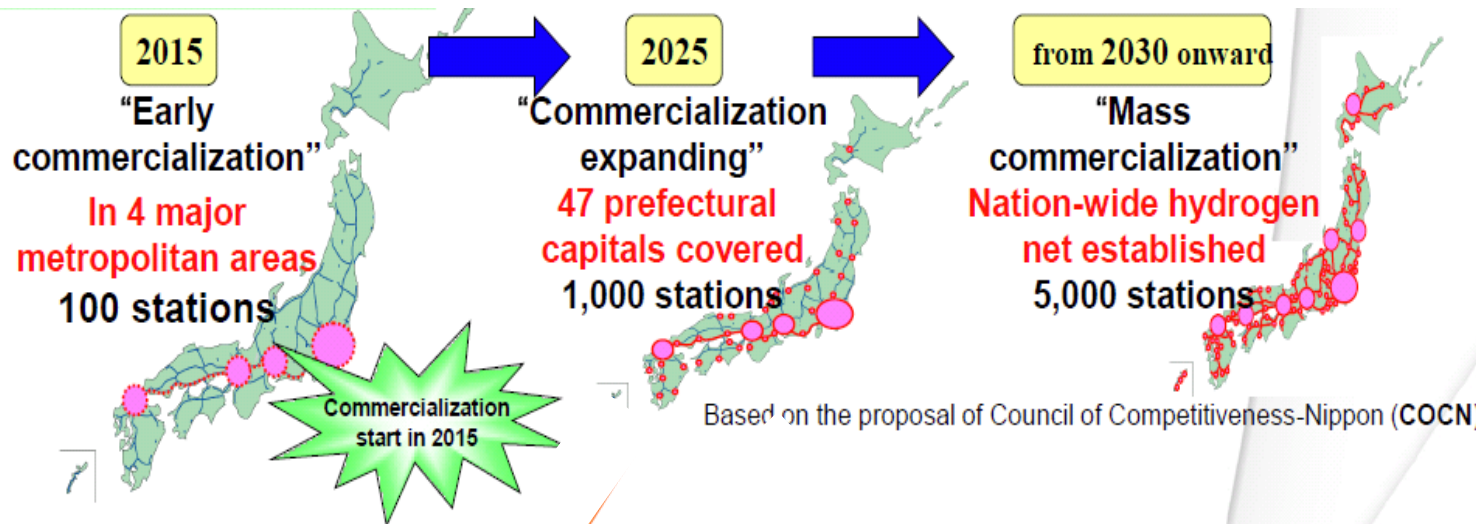 2015
"Early
commercialization"
In 4 major
metropolitan areas
100 stations
Commercialization
start in 2015
2025
"Commercialization
expanding"
47 prefectural
capitals covered
1,000 stations
from 2030 onward
"Mass
commercialization"
Nation-wide hydrogen
net established
5,000 stations
Based on the proposal of Council of Competitiveness-Nippon (COCN)